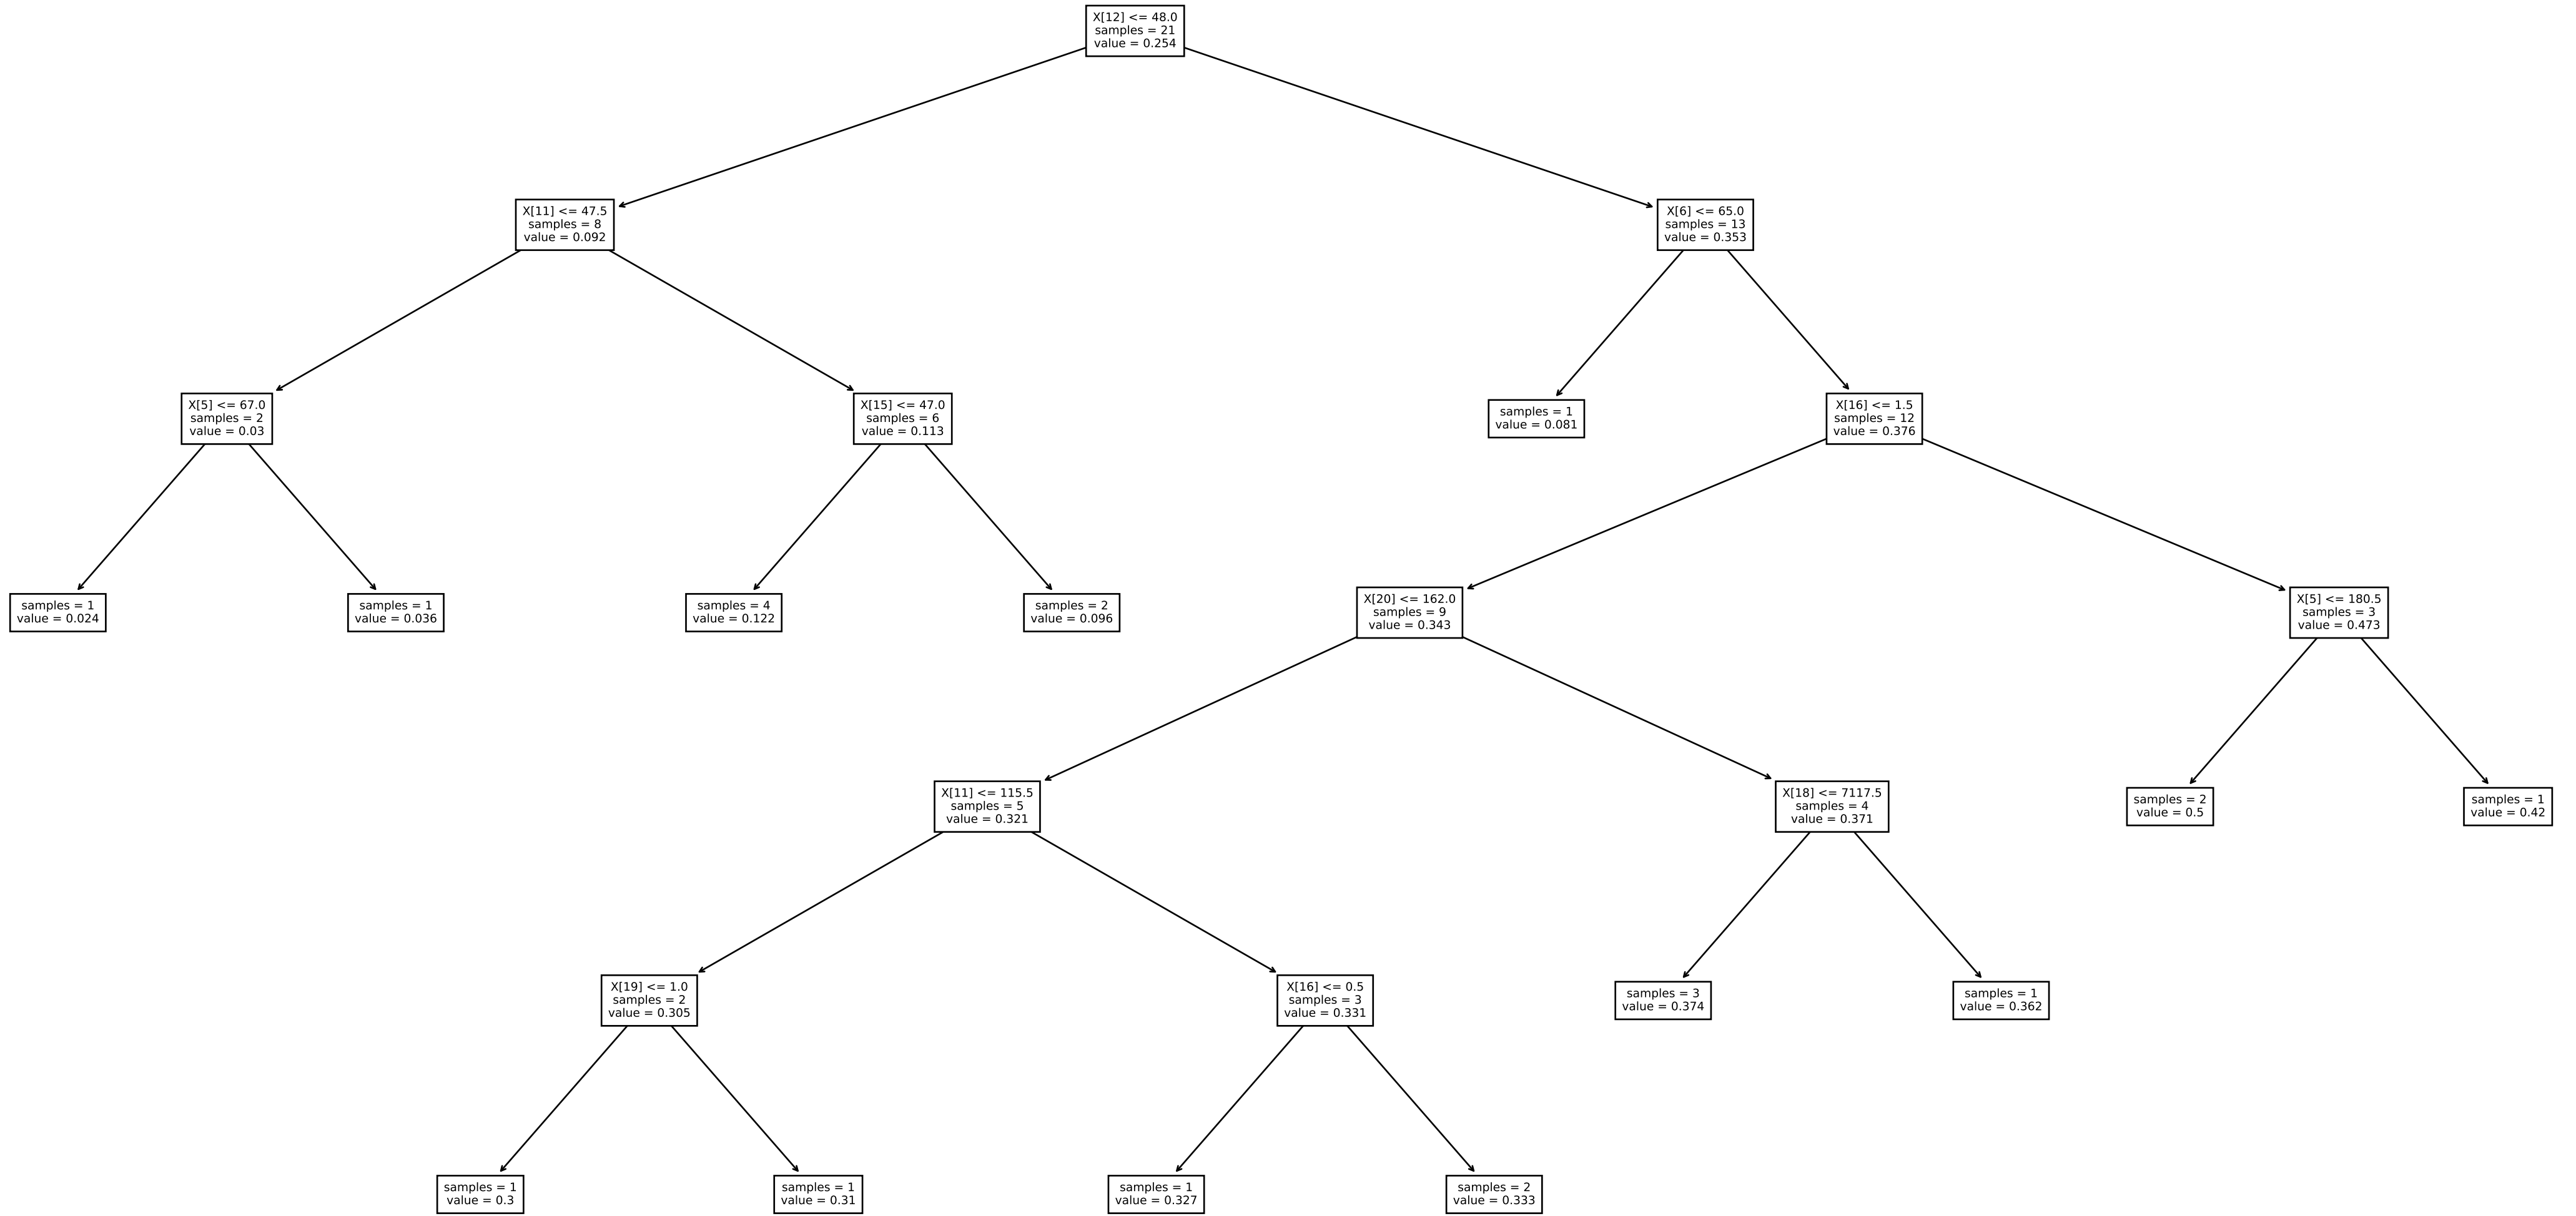 X[12] <= 48.0
samples = 21
value = 0.254
X[11] <= 47.5
samples = 8
value = 0.092
X[6] <= 65.0
samples = 13
value = 0.353
X[5] <= 67.0
samples = 2
value = 0.03
X[15] <= 47.0
samples = 6
value = 0.113
samples = 1
value = 0.081
X[16] <= 1.5
samples = 12
value = 0.376
samples = 1
value = 0.024
samples = 1
value = 0.036
samples = 4
value = 0.122
samples = 2
value = 0.096
X[20] <= 162.0
samples = 9
value = 0.343
X[5] <= 180.5
samples = 3
value = 0.473
X[11] <= 115.5
samples = 5
value = 0.321
X[18] <= 7117.5
samples = 4
value = 0.371
samples = 2
value = 0.5
samples = 1
value = 0.42
X[19] <= 1.0
samples = 2
value = 0.305
X[16] <= 0.5
samples = 3
value = 0.331
samples = 3
value = 0.374
samples = 1
value = 0.362
samples = 1
value = 0.3
samples = 1
value = 0.31
samples = 1
value = 0.327
samples = 2
value = 0.333